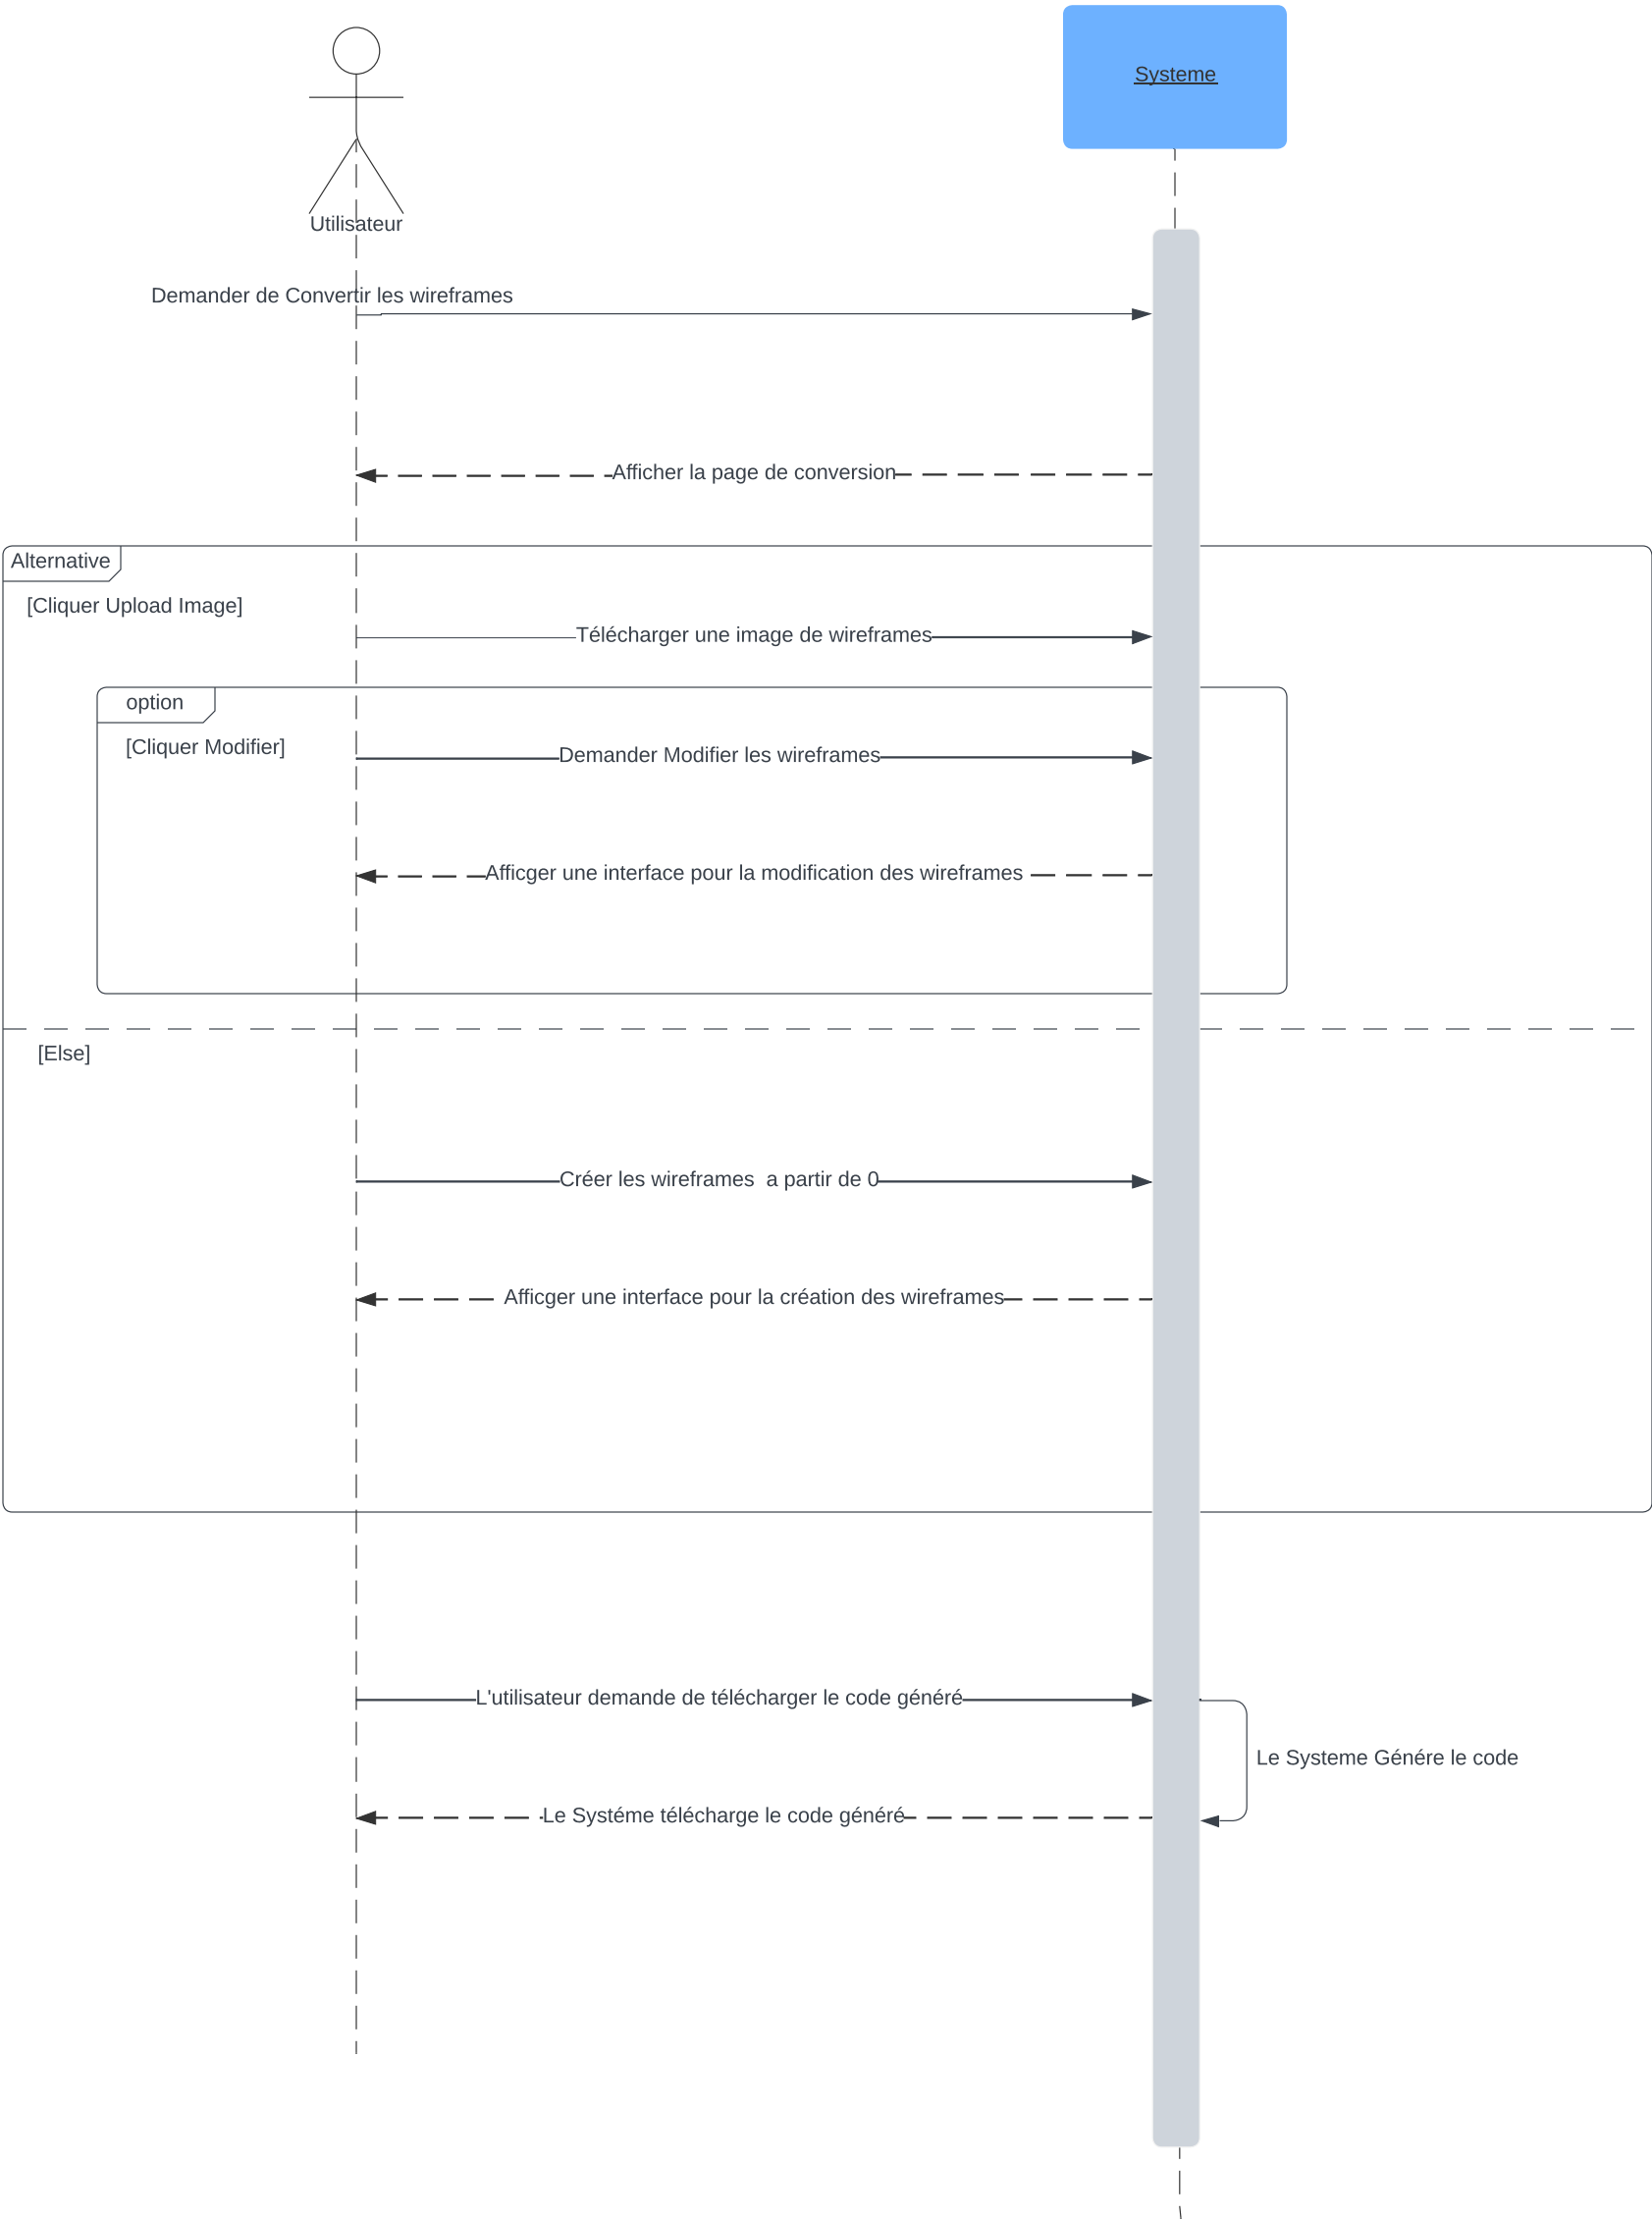 Systeme
Utilisateur
Demander de Convertir les wireframes
Afficher la page de conversion
Alternative
[Cliquer Upload Image]
Télécharger une image de wireframes
option
[Cliquer Modifier]
Demander Modifier les wireframes
Afficger une interface pour la modification des wireframes
[Else]
Créer les wireframes  a partir de 0
Afficger une interface pour la création des wireframes
L'utilisateur demande de télécharger le code généré
Le Systeme Génére le code
Le Systéme télécharge le code généré